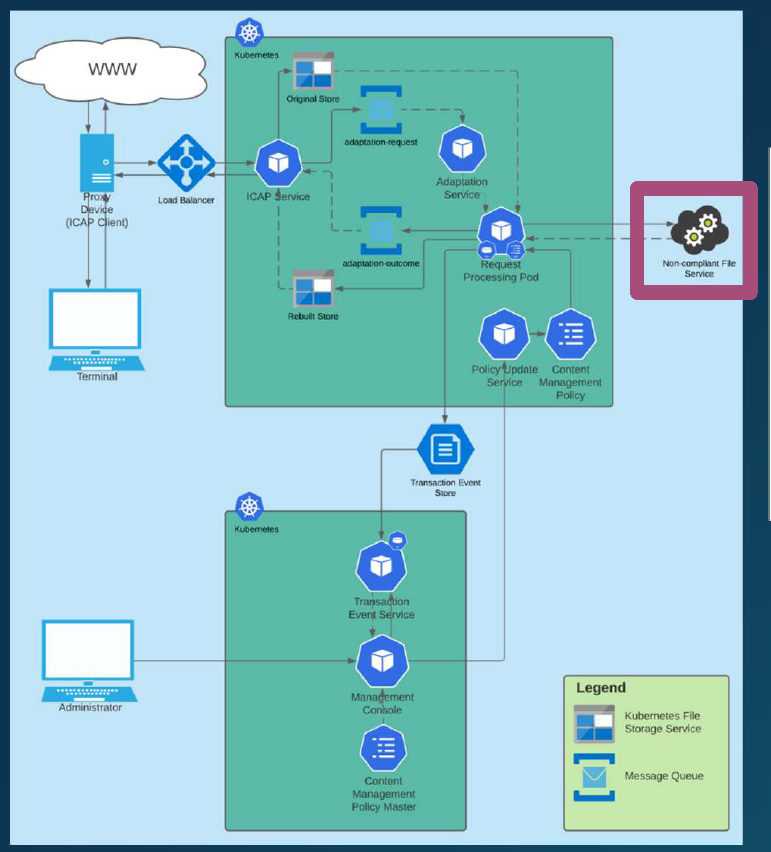 WWW
Kubernetes
Original Store
adaptation-request
Proxy
Device
(ICAP Client)
Load Balancer
ICAP Service
Adaptation
Service
adaptation-outcome
Request
Processing Pod
Non-compliant File
Service
Rebuilt Store
Terminal
Policy Update
Service
Content
Management
Policy
Transaction Event
Store
Kubernetes
Transaction
Event Service
Administrator
Management
Console
Content
Management
Policy Master
Legend
Kubernetes File
Storage Service
Message Queue